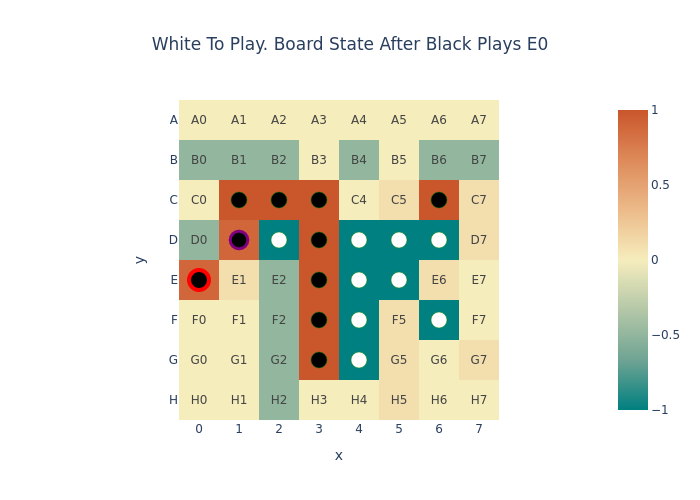 White To Play. Board State After Black Plays E0
A A0 A1 A2 A3 A4 A5 A6 A7
B B0 B1 B2 B3 B4 B5 B6 B7
C C0 C4 C5 C7
D D0 D7
E E1 E2 E6 E7
F F0 F1 F2 F5 F7
G G0 G1 G2 G5 G6 G7
H H0 H1 H2 H3 H4 H5 H6 H7
0 1 2 3 4 5 6 7
x
y
1
0.5
0
−0.5
−1